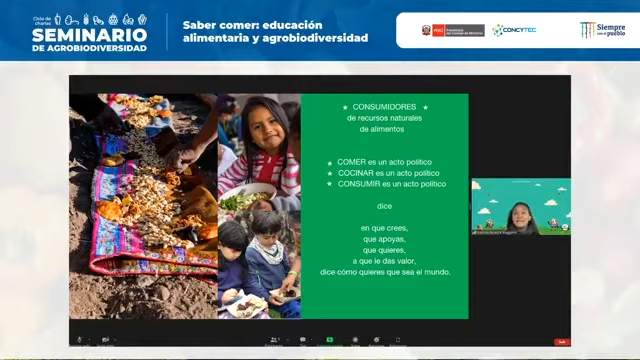 Ciclo de charlas
SEMINARIO
DE AGROBIODIVERSIDAD
Saber comer: educación
alimentaria y agrobiodiversidad
PERÚ
CONCYTEC
Siempre
con el pueblo
★ CONSUMIDORES ★
de recursos naturales
de alimentos
★ COMER es un acto político
★ COCINAR es un acto político
★ CONSUMIR es un acto político
dice
en que crees,
que apoyas,
que quieres,
a que le das valor,
dice cómo quieres que sea el mundo.